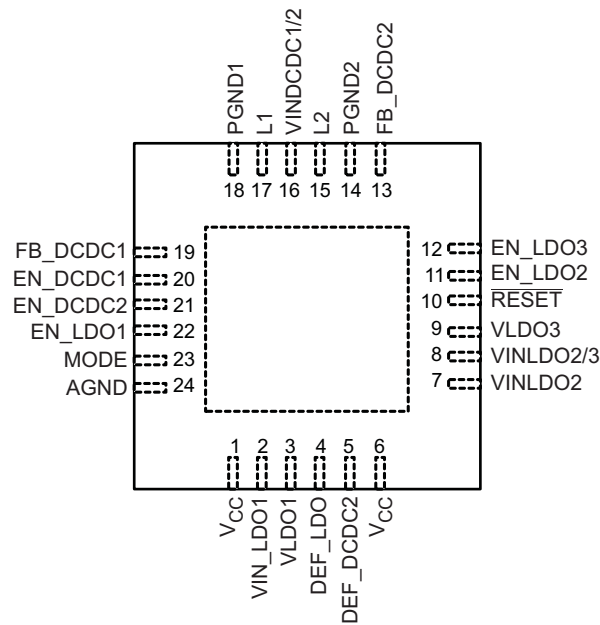 PGND1
L1
VINDCDC1/2
L2
PGND2
FB_DCDC2
18 17 16 15 14 13
FB_DCDC1 19
EN_DCDC1 20
EN_DCDC2 21
EN_LDO1 22
MODE 23
AGND 24
12 EN_LDO3
11 EN_LDO2
10 RESET
9 VLDO3
8 VINLDO2/3
7 VINLDO2
1 2 3 4 5 6
VCC
VIN_LDO1
VLDO1
DEF_LDO
DEF_DCDC2
VCC